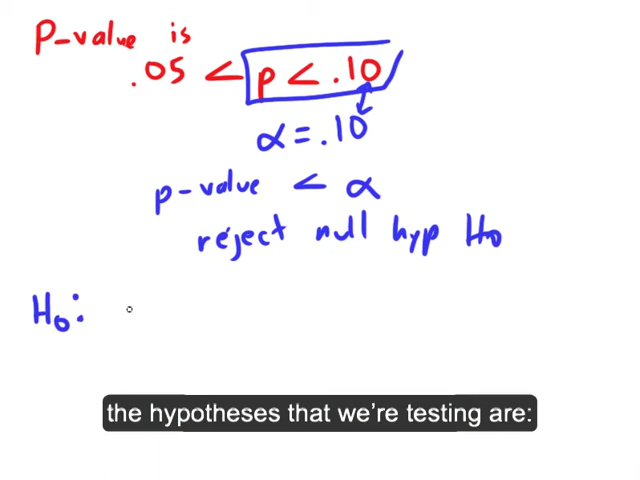 P-value is
.05 < p < .10
α = .10
p-value < α
reject null hyp H₀
H₀:
the hypotheses that we’re testing are: